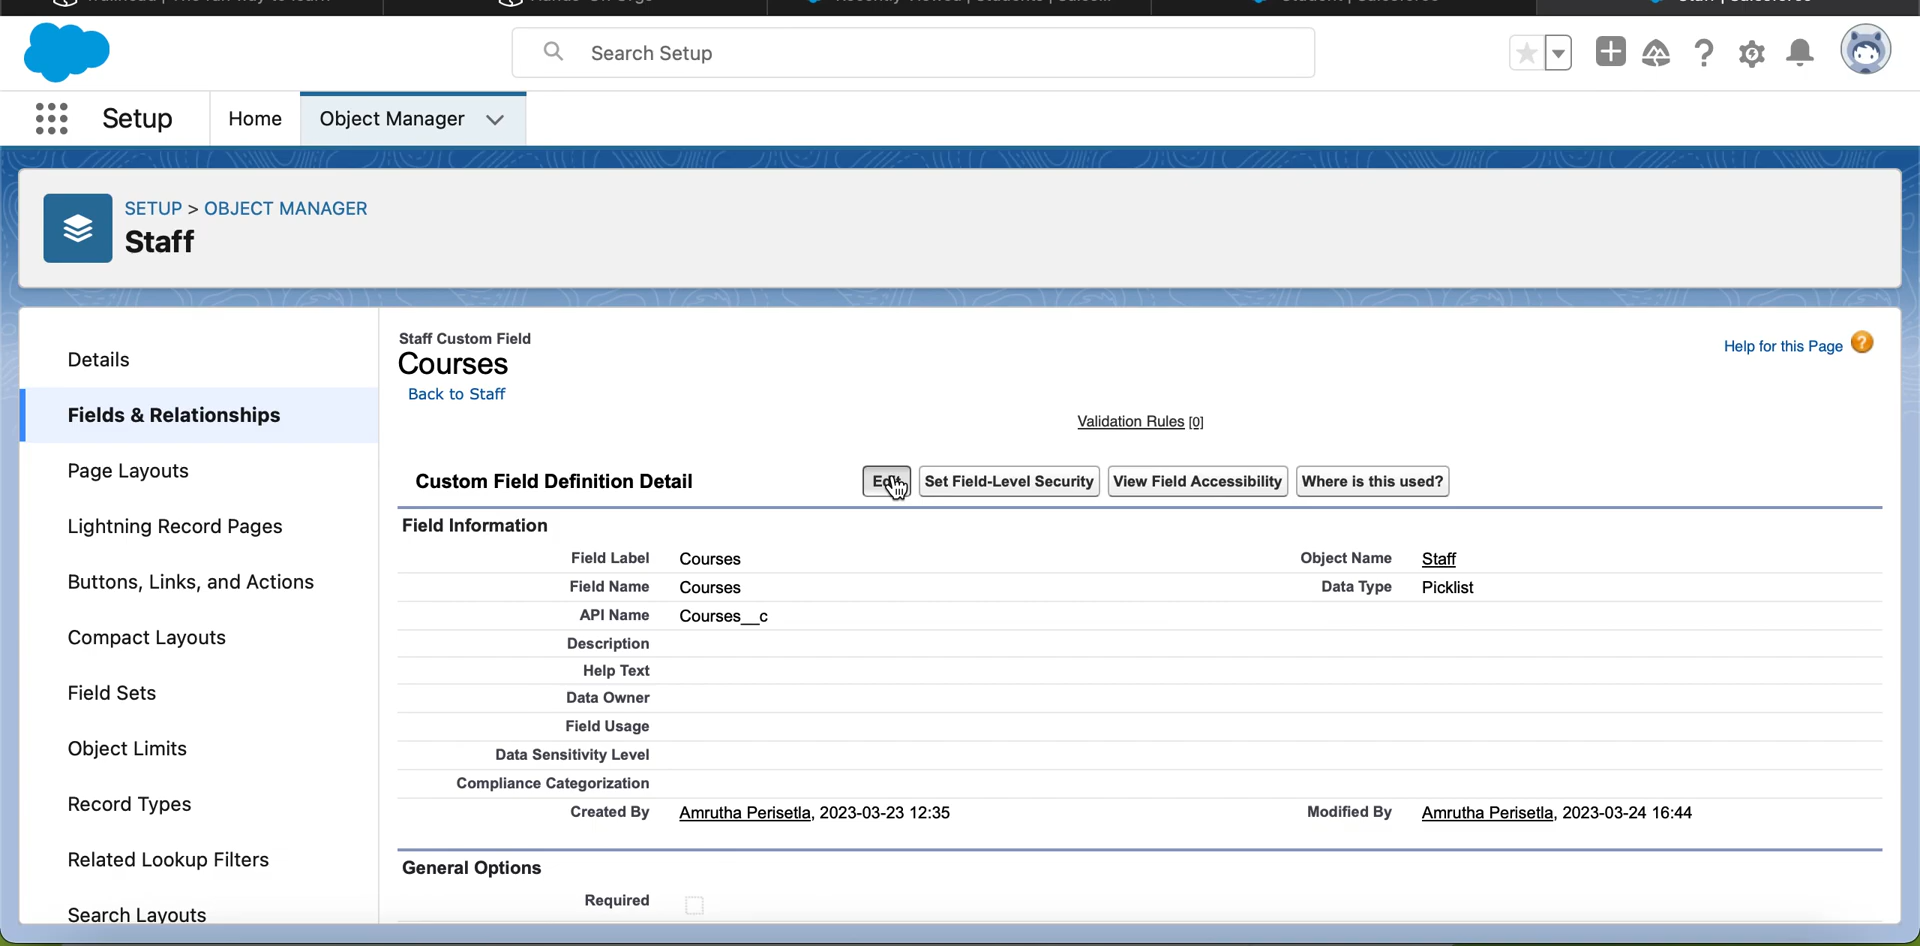 Search Setup
Setup
Home
Object Manager
SETUP > OBJECT MANAGER
Staff
Details
Fields & Relationships
Page Layouts
Lightning Record Pages
Buttons, Links, and Actions
Compact Layouts
Field Sets
Object Limits
Record Types
Related Lookup Filters
Search Layouts
Staff Custom Field
Courses
Back to Staff
Help for this Page ?
Validation Rules [0]
Custom Field Definition Detail
Set Field-Level Security
View Field Accessibility
Where is this used?
Field Information
Field Label Courses
Object Name Staff
Field Name Courses
Data Type Picklist
API Name Courses__c
Description
Help Text
Data Owner
Field Usage
Data Sensitivity Level
Compliance Categorization
Created By Amrutha Perisetla, 2023-03-23 12:35
Modified By Amrutha Perisetla, 2023-03-24 16:44
General Options
Required